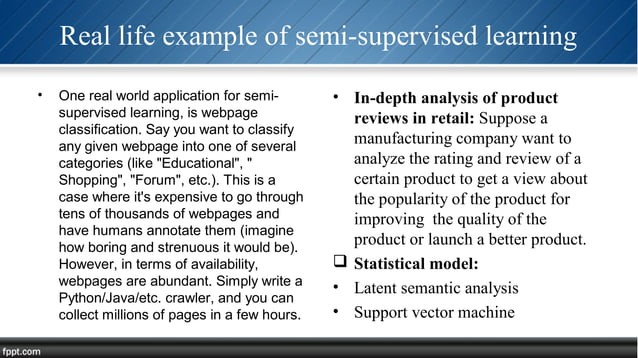 Real life example of semi-supervised learning
• One real world application for semi-
supervised learning, is webpage
classification. Say you want to classify
any given webpage into one of several
categories (like "Educational", "
Shopping", "Forum", etc.). This is a
case where it's expensive to go through
tens of thousands of webpages and
have humans annotate them (imagine
how boring and strenuous it would be).
However, in terms of availability,
webpages are abundant. Simply write a
Python/Java/etc. crawler, and you can
collect millions of pages in a few hours.
• In-depth analysis of product
reviews in retail: Suppose a
manufacturing company want to
analyze the rating and review of a
certain product to get a view about
the popularity of the product for
improving the quality of the
product or launch a better product.
❑ Statistical model:
• Latent semantic analysis
• Support vector machine
fppt.com